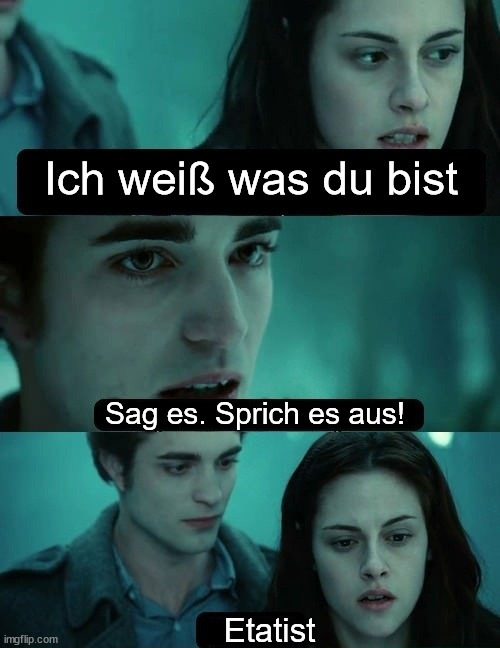 Ich weiß was du bist
Sag es. Sprich es aus!
Etatist
imgflip.com